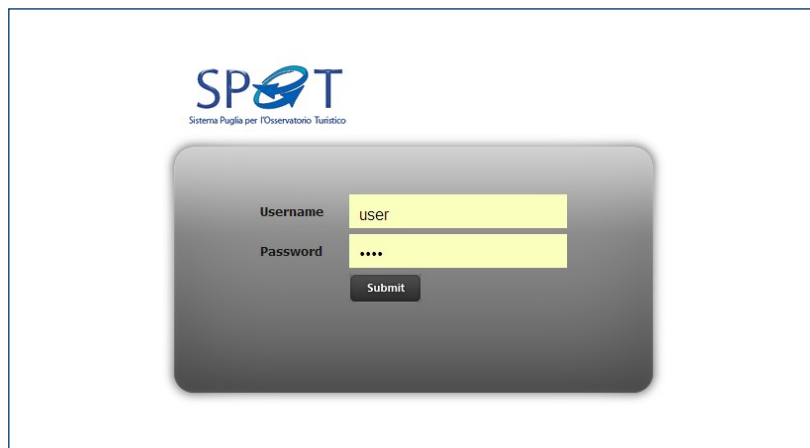 SPOT
Sistema Puglia per l'Osservatorio Turistico
Username user
Password ••••
Submit